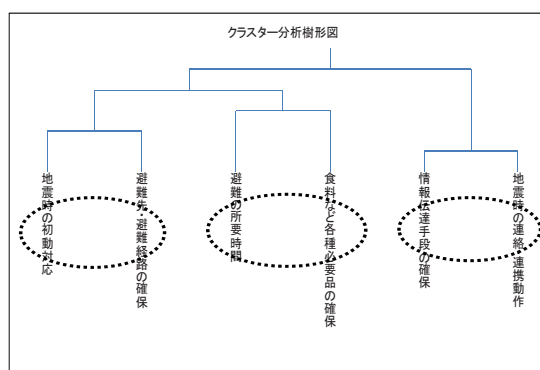 クラスター分析樹形図
地震時の初動対応
避難先・避難経路の確保
避難の所要時間
食料など各種必要品の確保
情報伝達手段の確保
地震時の連絡・連携動作